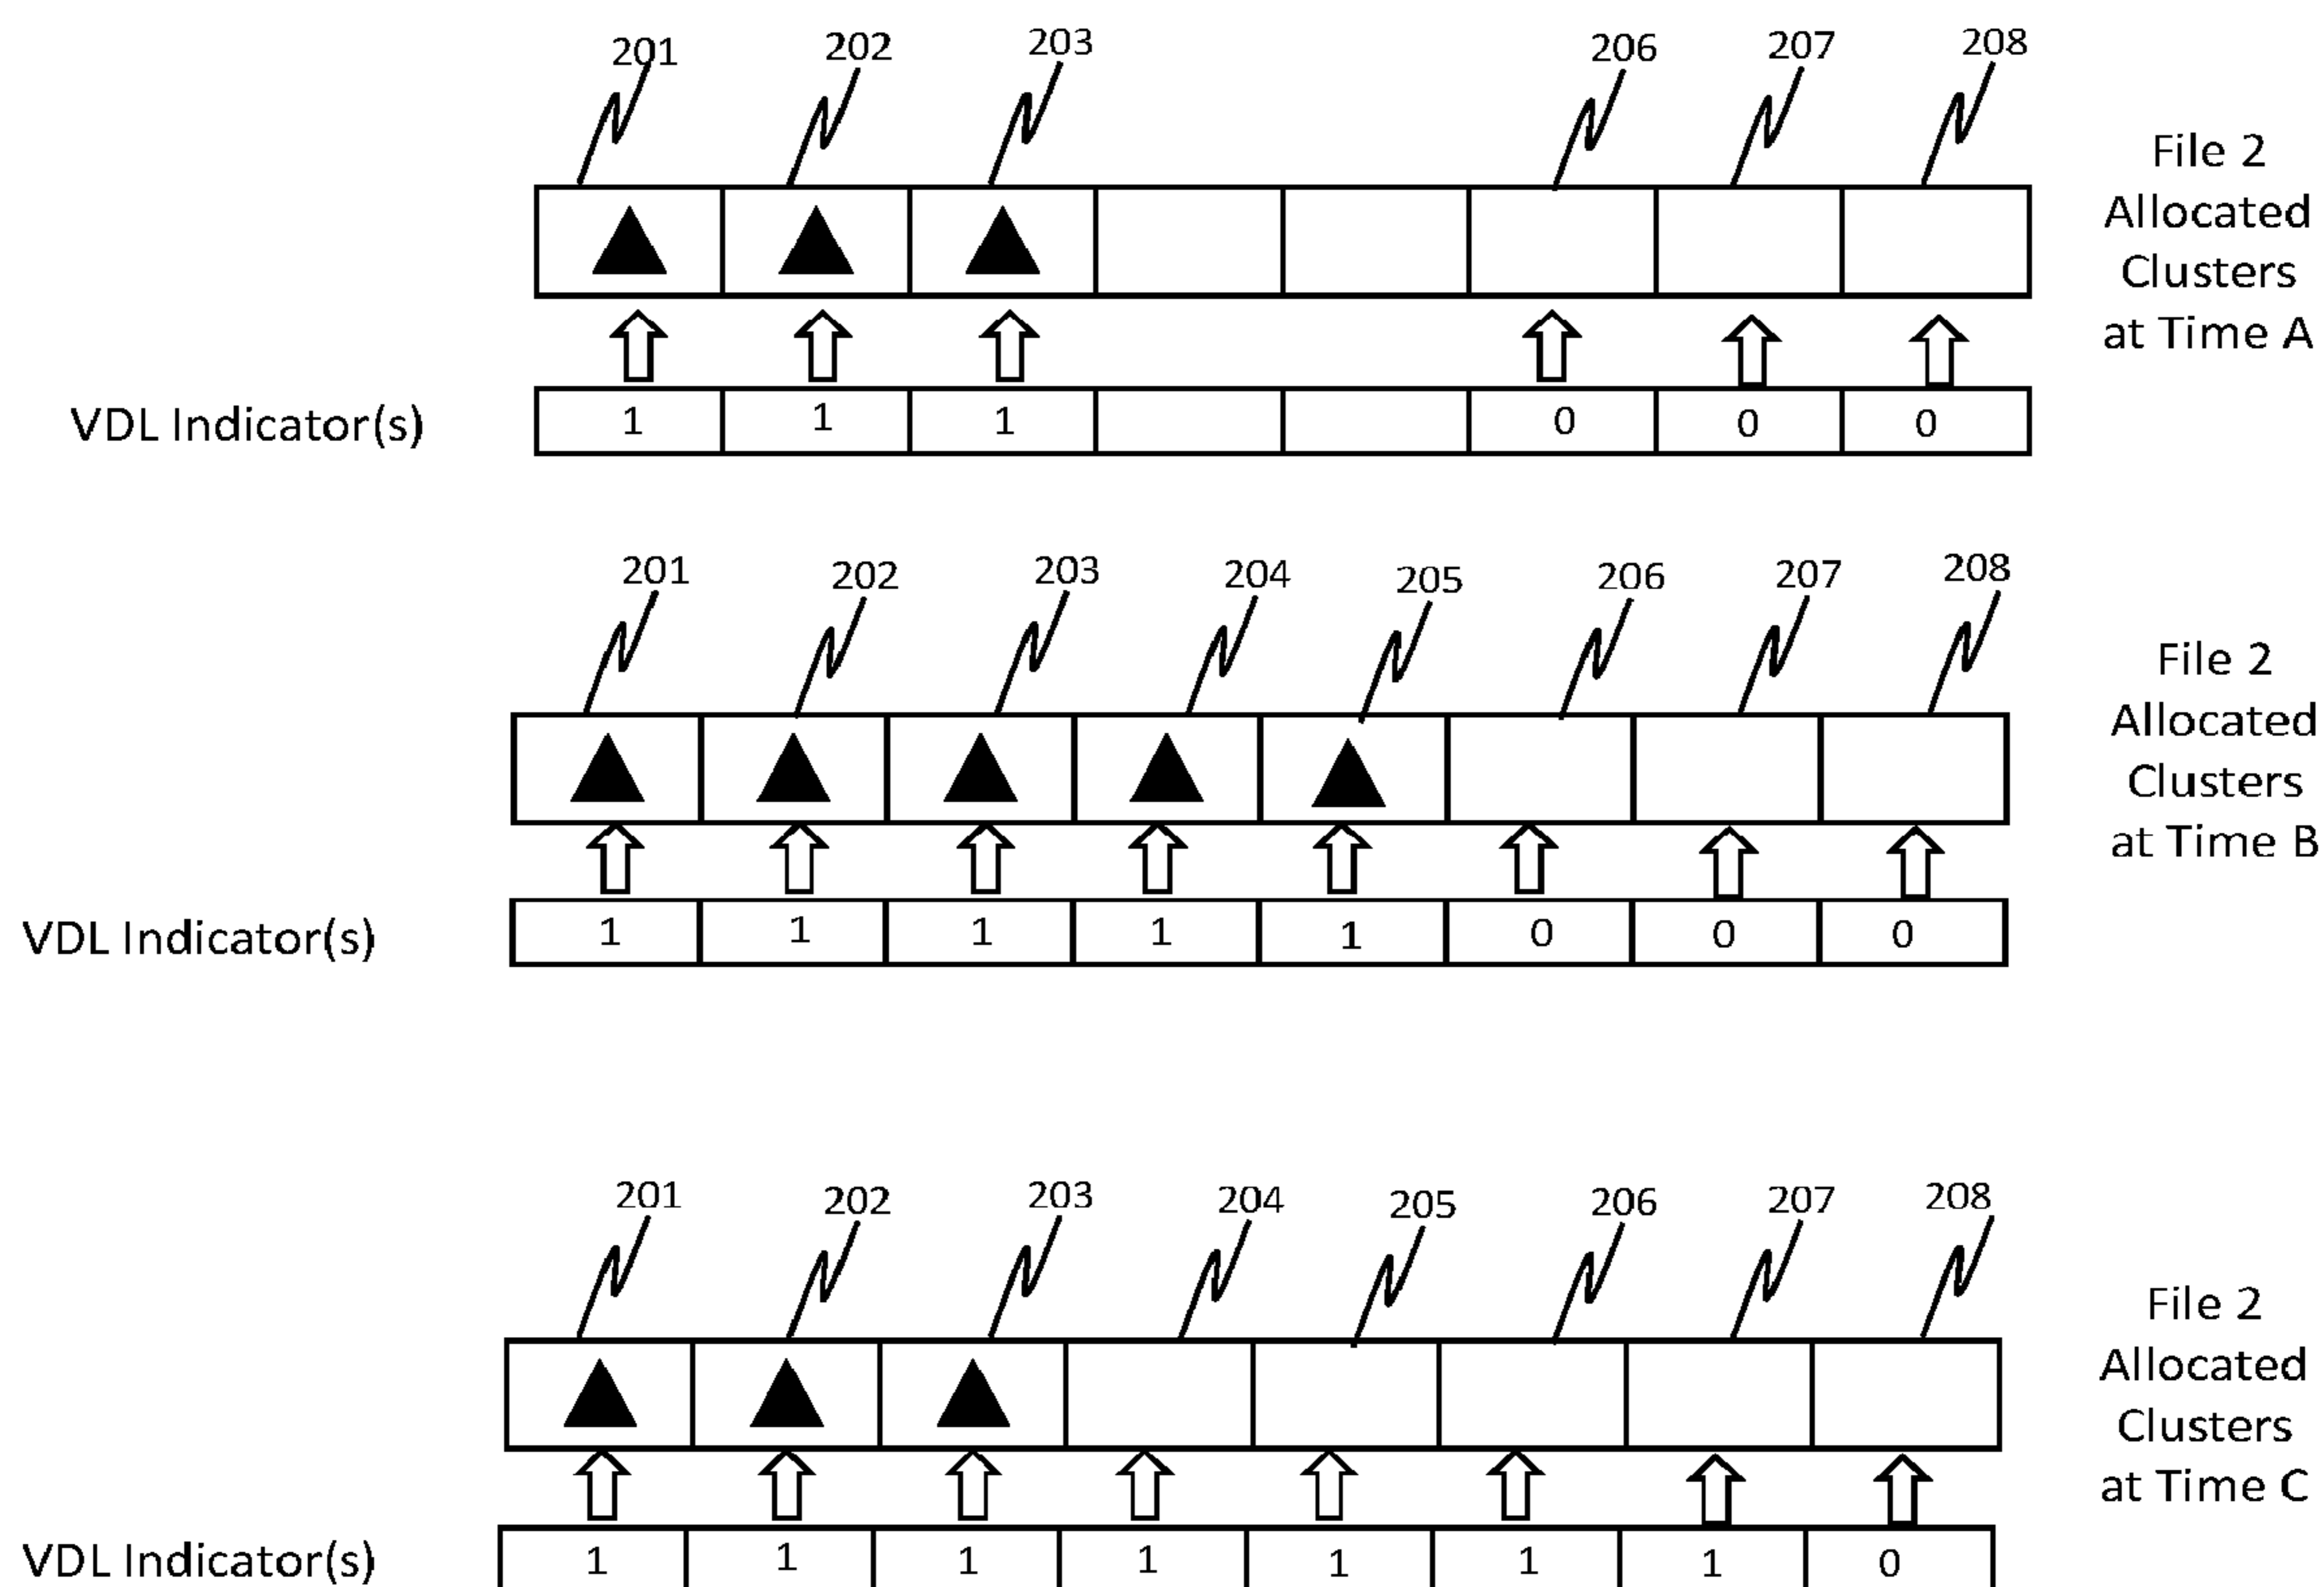 201 202 203 206 207 208
File 2
Allocated
Clusters
at Time A
VDL Indicator(s) 1 1 1 0 0 0
201 202 203 204 205 206 207 208
File 2
Allocated
Clusters
at Time B
VDL Indicator(s) 1 1 1 1 1 0 0 0
201 202 203 204 205 206 207 208
File 2
Allocated
Clusters
at Time C
VDL Indicator(s) 1 1 1 1 1 1 1 0